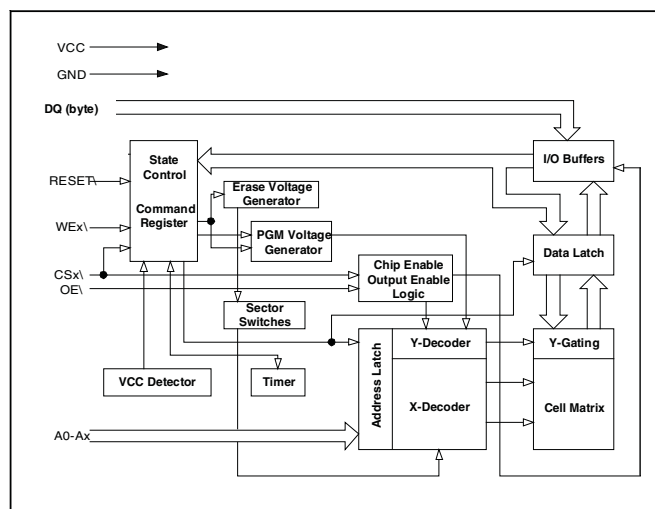 VCC
GND
DQ (byte)
State
Control
Command
Register
I/O Buffers
RESET\
Erase Voltage
Generator
WEx\
PGM Voltage
Generator
Data Latch
CSx\
OE\
Chip Enable
Output Enable
Logic
Sector
Switches
Address Latch
Y-Decoder
Y-Gating
VCC Detector
Timer
X-Decoder
Cell Matrix
A0-Ax